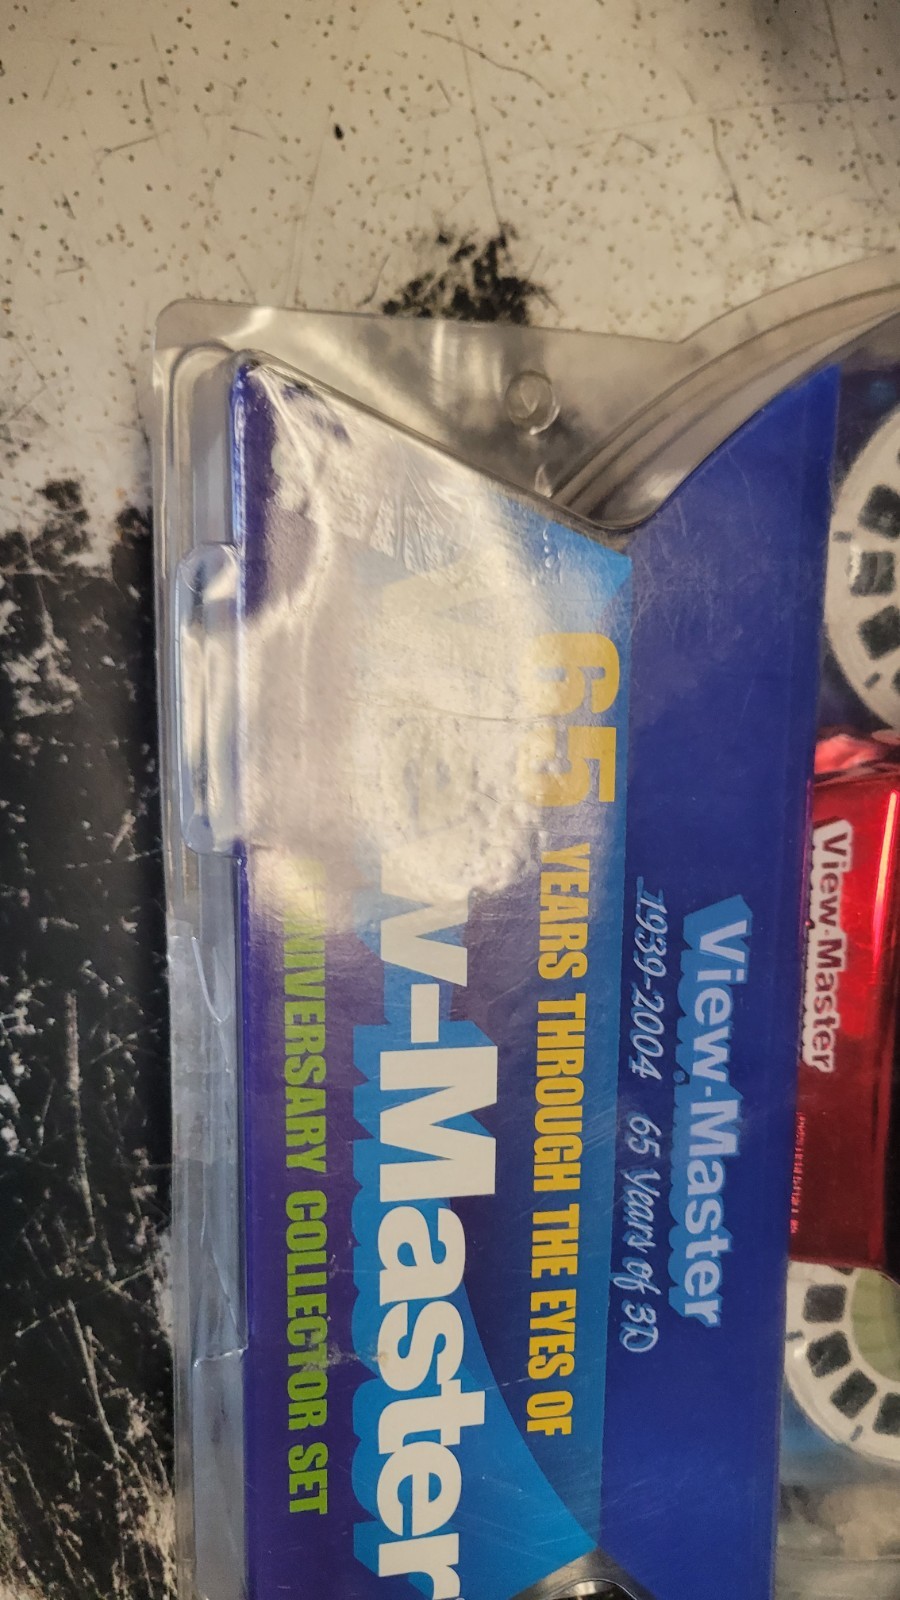 View-Master
View-Master
1939-2004 65 Years of 3D
65 YEARS THROUGH THE EYES OF
w-Master
NNIVERSARY COLLECTOR SET